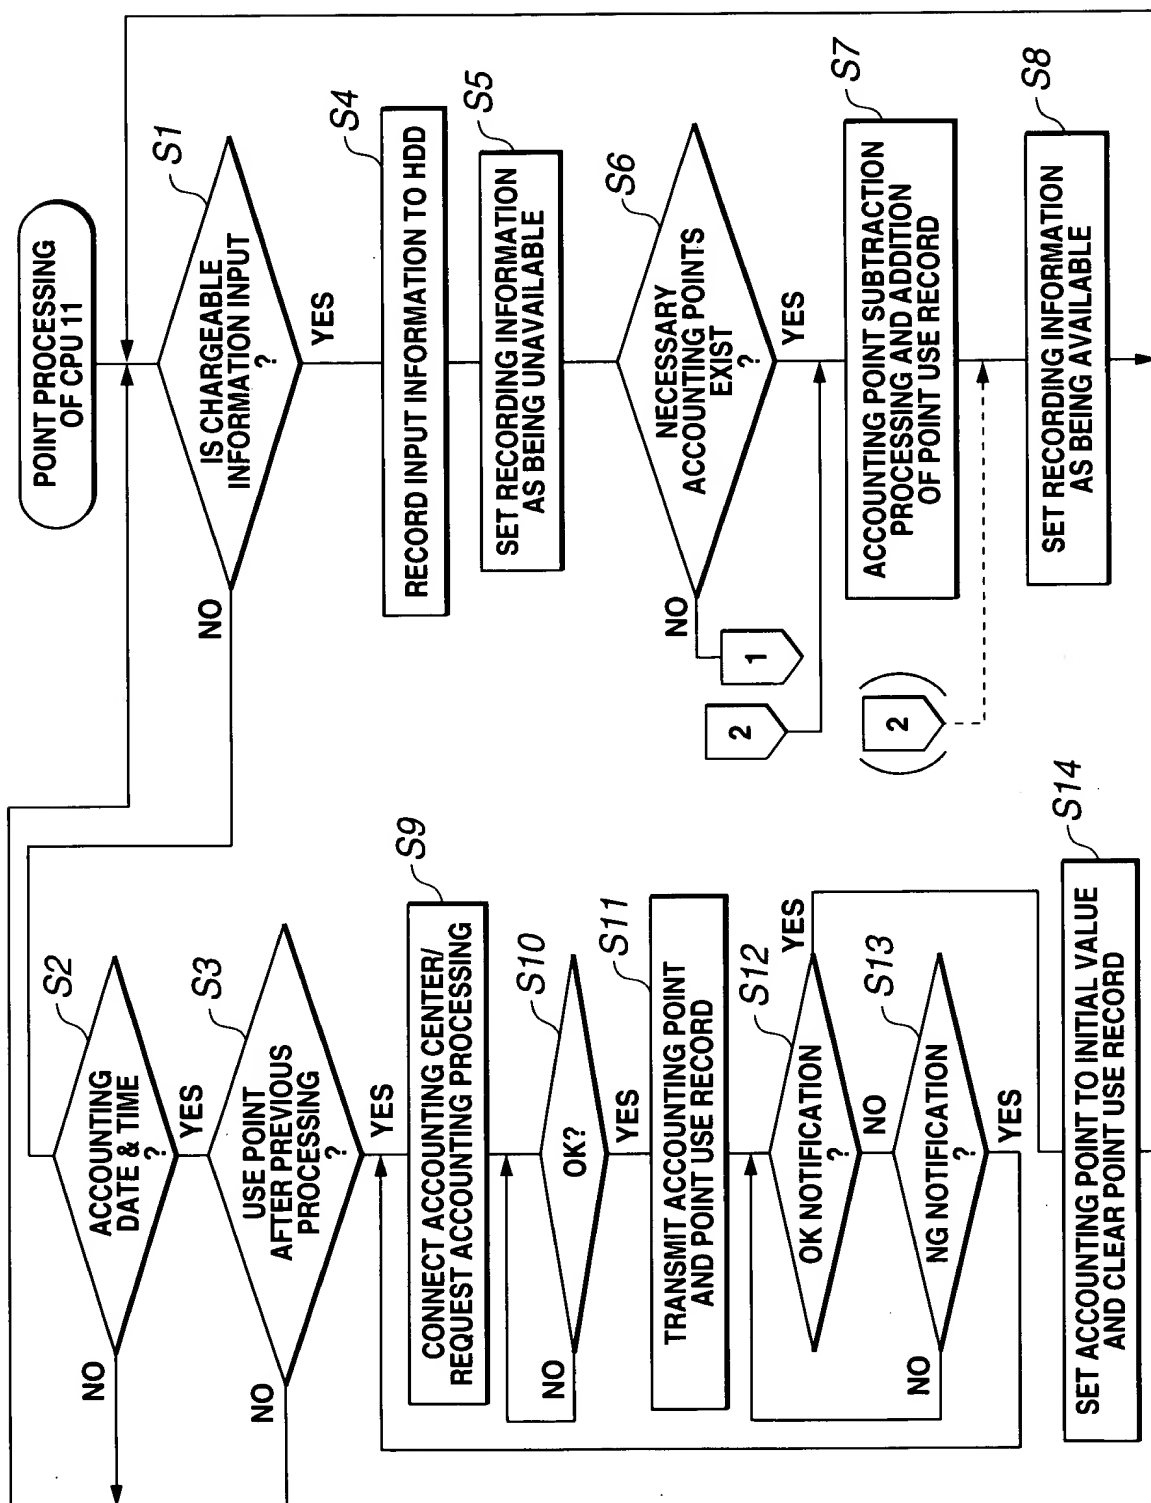 POINT PROCESSING
OF CPU 11
S1
IS CHARGEABLE
INFORMATION INPUT
?
NO
YES
S4
RECORD INPUT INFORMATION TO HDD
S5
SET RECORDING INFORMATION
AS BEING UNAVAILABLE
S6
NECESSARY
ACCOUNTING POINTS
EXIST
?
NO
YES
1
2
S7
ACCOUNTING POINT SUBTRACTION
PROCESSING AND ADDITION
OF POINT USE RECORD
(2)
S8
SET RECORDING INFORMATION
AS BEING AVAILABLE
S2
ACCOUNTING
DATE & TIME
?
NO
YES
S3
USE POINT
AFTER PREVIOUS
PROCESSING
?
NO
YES
S9
CONNECT ACCOUNTING CENTER/
REQUEST ACCOUNTING PROCESSING
S10
OK?
NO
YES
S11
TRANSMIT ACCOUNTING POINT
AND POINT USE RECORD
S12
OK NOTIFICATION
?
YES
NO
S13
NG NOTIFICATION
?
NO
YES
S14
SET ACCOUNTING POINT TO INITIAL VALUE
AND CLEAR POINT USE RECORD